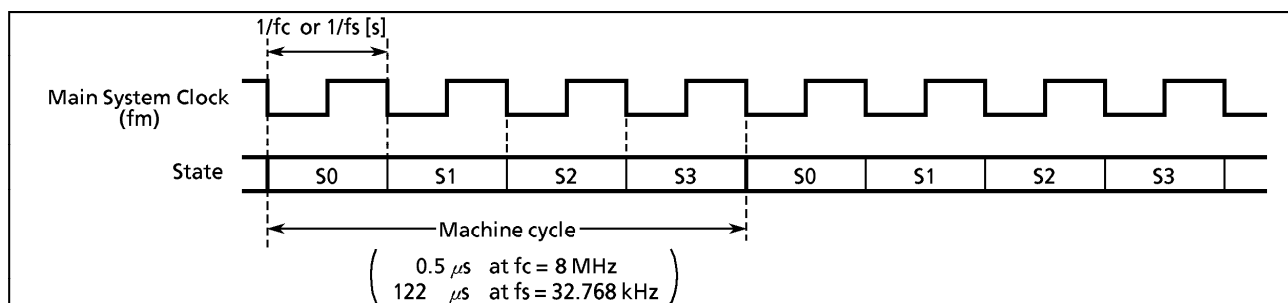 1/fc or 1/fs [s]
Main System Clock
(fm)
State S0 S1 S2 S3 S0 S1 S2 S3
Machine cycle
0.5 μs at fc = 8 MHz
122 μs at fs = 32.768 kHz